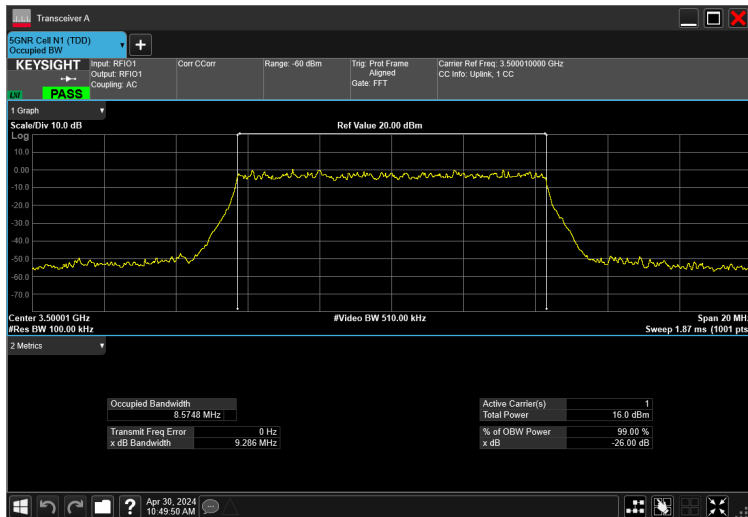 Transceiver A
5GNR Cell N1 (TDD)
Occupied BW
KEYSIGHT
LXI
PASS
Input: RFIO1
Output: RFIO1
Coupling: AC
Corr CCorr
Range: -60 dBm
Trig: Prot Frame
Aligned
Gate: FFT
Carrier Ref Freq: 3.500010000 GHz
CC Info: Uplink, 1 CC
1 Graph
Scale/Div 10.0 dB
Ref Value 20.00 dBm
Log
10.0
0.00
-10.0
-20.0
-30.0
-40.0
-50.0
-60.0
-70.0
Center 3.50001 GHz
#Video BW 510.00 kHz
Span 20 MH
#Res BW 100.00 kHz
Sweep 1.87 ms (1001 pts
2 Metrics
Occupied Bandwidth
8.5748 MHz
Transmit Freq Error 0 Hz
x dB Bandwidth 9.286 MHz
Active Carrier(s) 1
Total Power 16.0 dBm
% of OBW Power 99.00 %
x dB -26.00 dB
?
Apr 30, 2024
10:49:50 AM